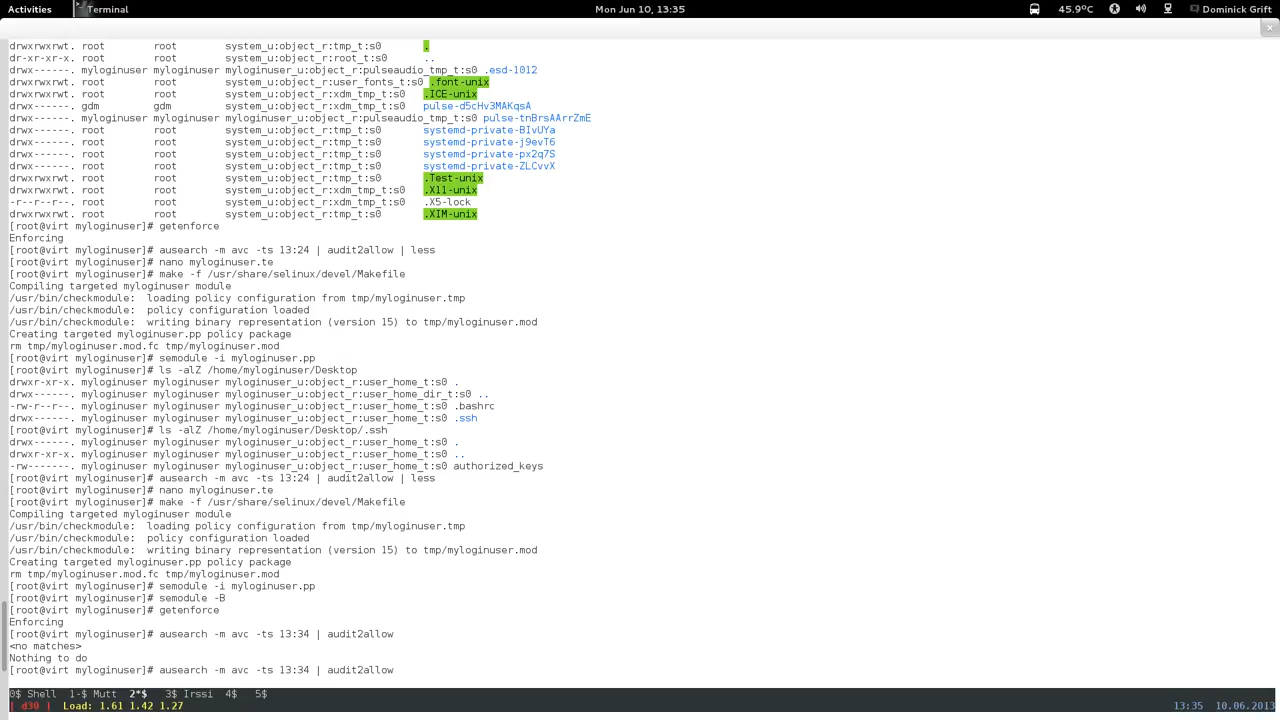 Activities Terminal Mon Jun 10, 13:35 45.9°C Dominick Grift
drwxrwxrwt. root root system_u:object_r:tmp_t:s0 .
dr-xr-xr-x. root root system_u:object_r:root_t:s0 ..
drwx------. myloginuser myloginuser myloginuser_u:object_r:pulseaudio_tmp_t:s0 .esd-1012
drwxrwxrwt. root root system_u:object_r:user_fonts_t:s0 .font-unix
drwxrwxrwt. root root system_u:object_r:xdm_tmp_t:s0 .ICE-unix
drwx------. gdm gdm system_u:object_r:xdm_tmp_t:s0 pulse-d5cHv3MAKqsA
drwx------. myloginuser myloginuser myloginuser_u:object_r:pulseaudio_tmp_t:s0 pulse-tnBrsAArrZmE
drwx------. root root system_u:object_r:tmp_t:s0 systemd-private-BIvUYa
drwx------. root root system_u:object_r:tmp_t:s0 systemd-private-j9evT6
drwx------. root root system_u:object_r:tmp_t:s0 systemd-private-px2q7S
drwx------. root root system_u:object_r:tmp_t:s0 systemd-private-ZLCvvX
drwxrwxrwt. root root system_u:object_r:tmp_t:s0 .Test-unix
drwxrwxrwt. root root system_u:object_r:xdm_tmp_t:s0 .X11-unix
-r--r--r--. root root system_u:object_r:xdm_tmp_t:s0 .X5-lock
drwxrwxrwt. root root system_u:object_r:tmp_t:s0 .XIM-unix
[root@virt myloginuser]# getenforce
Enforcing
[root@virt myloginuser]# ausearch -m avc -ts 13:24 | audit2allow | less
[root@virt myloginuser]# nano myloginuser.te
[root@virt myloginuser]# make -f /usr/share/selinux/devel/Makefile
Compiling targeted myloginuser module
/usr/bin/checkmodule: loading policy configuration from tmp/myloginuser.tmp
/usr/bin/checkmodule: policy configuration loaded
/usr/bin/checkmodule: writing binary representation (version 15) to tmp/myloginuser.mod
Creating targeted myloginuser.pp policy package
rm tmp/myloginuser.mod.fc tmp/myloginuser.mod
[root@virt myloginuser]# semodule -i myloginuser.pp
[root@virt myloginuser]# ls -alZ /home/myloginuser/Desktop
drwxr-xr-x. myloginuser myloginuser myloginuser_u:object_r:user_home_t:s0 .
drwx------. myloginuser myloginuser myloginuser_u:object_r:user_home_dir_t:s0 ..
-rw-r--r--. myloginuser myloginuser myloginuser_u:object_r:user_home_t:s0 .bashrc
drwx------. myloginuser myloginuser myloginuser_u:object_r:user_home_t:s0 .ssh
[root@virt myloginuser]# ls -alZ /home/myloginuser/Desktop/.ssh
drwx------. myloginuser myloginuser myloginuser_u:object_r:user_home_t:s0 .
drwxr-xr-x. myloginuser myloginuser myloginuser_u:object_r:user_home_t:s0 ..
-rw-------. myloginuser myloginuser myloginuser_u:object_r:user_home_t:s0 authorized_keys
[root@virt myloginuser]# ausearch -m avc -ts 13:24 | audit2allow | less
[root@virt myloginuser]# nano myloginuser.te
[root@virt myloginuser]# make -f /usr/share/selinux/devel/Makefile
Compiling targeted myloginuser module
/usr/bin/checkmodule: loading policy configuration from tmp/myloginuser.tmp
/usr/bin/checkmodule: policy configuration loaded
/usr/bin/checkmodule: writing binary representation (version 15) to tmp/myloginuser.mod
Creating targeted myloginuser.pp policy package
rm tmp/myloginuser.mod.fc tmp/myloginuser.mod
[root@virt myloginuser]# semodule -i myloginuser.pp
[root@virt myloginuser]# semodule -B
[root@virt myloginuser]# getenforce
Enforcing
[root@virt myloginuser]# ausearch -m avc -ts 13:34 | audit2allow
<no matches>
Nothing to do
[root@virt myloginuser]# ausearch -m avc -ts 13:34 | audit2allow
0$ Shell 1-$ Mutt 2*$ 3$ Irssi 4$ 5$
[ d30 ] Load: 1.61 1.42 1.27 13:35 10.06.2013